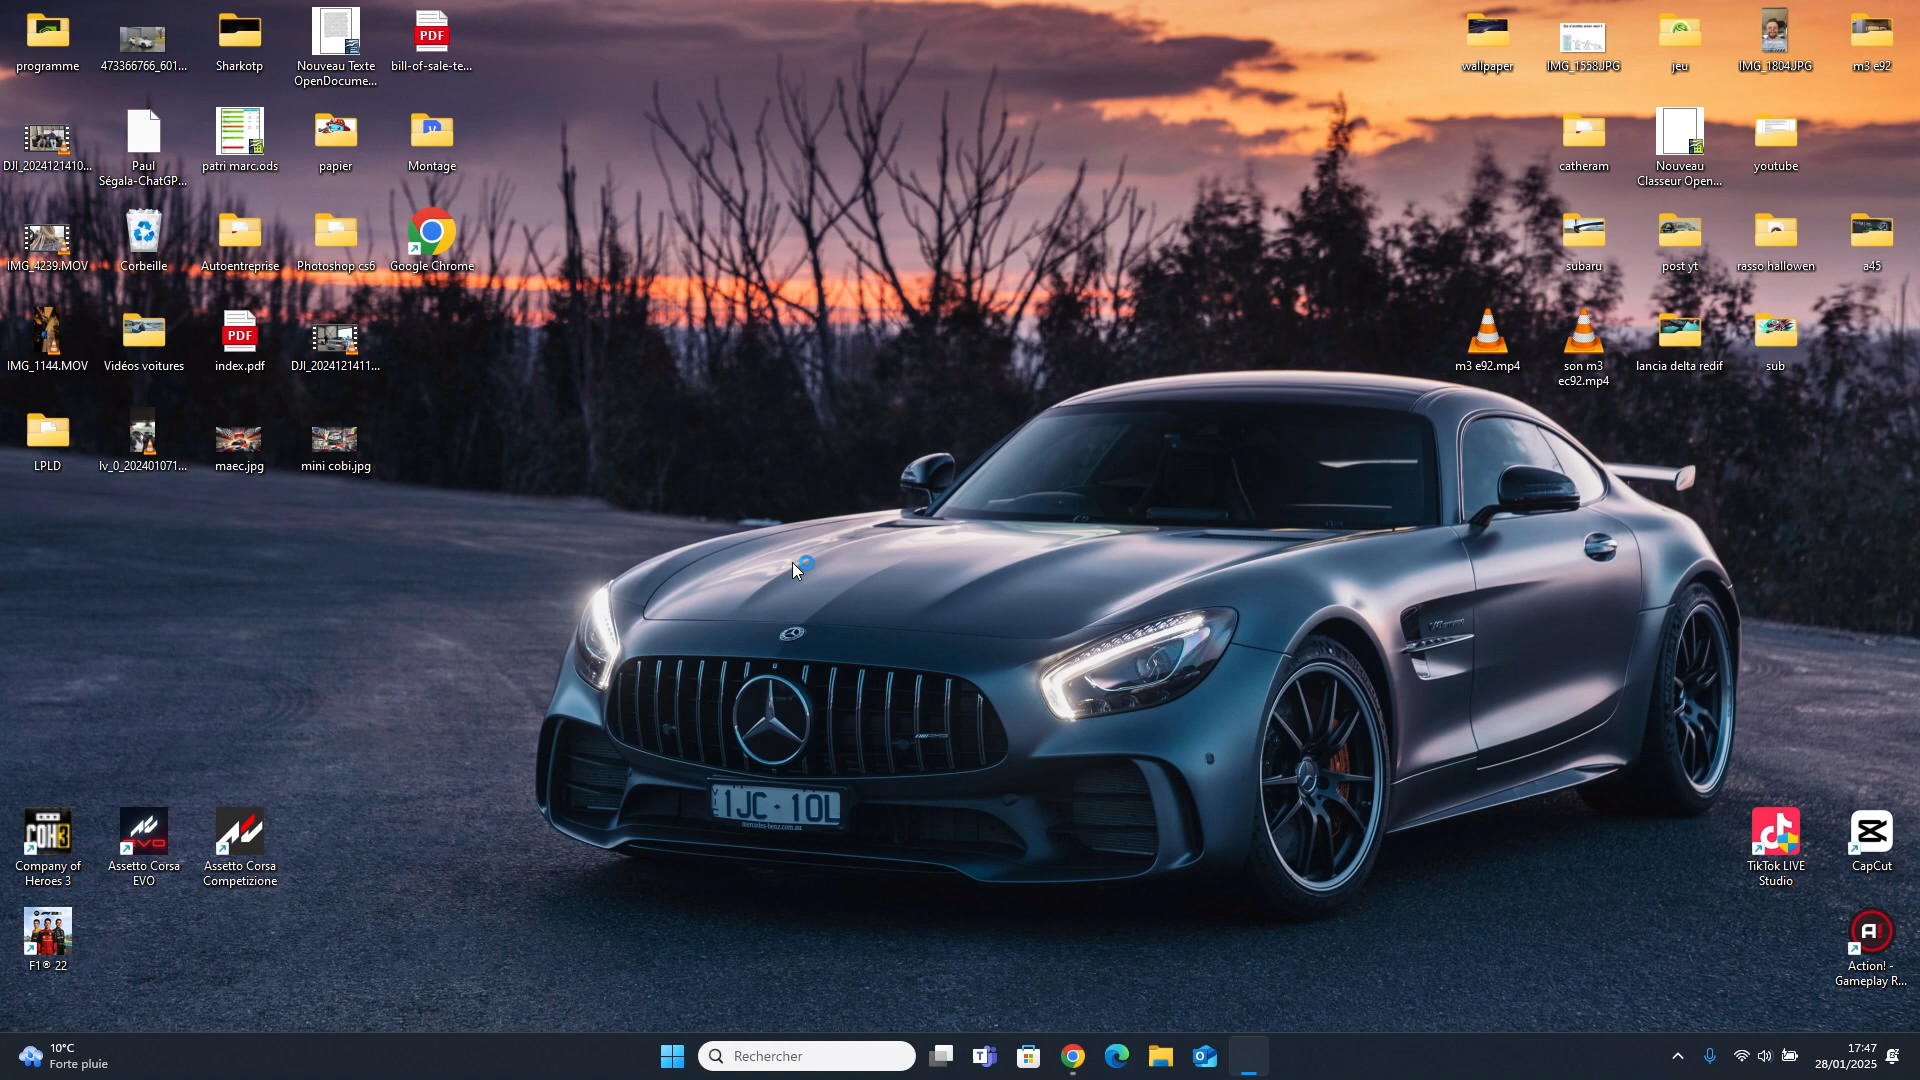 programme
473366766_601...
Sharkotp
Nouveau Texte
OpenDocume...
PDF
bill-of-sale-te...
wallpaper
IMG_1558.JPG
jeu
IMG_1804.JPG
m3 e92
DJI_2024121410...
Paul
Ségala-ChatGP...
patri marc.ods
papier
Montage
catheram
Nouveau
Classeur Open...
youtube
IMG_4239.MOV
Corbeille
Autoentreprise
Photoshop cs6
Google Chrome
subaru
post yt
rasso hallowen
a45
IMG_1144.MOV
Vidéos voitures
PDF
index.pdf
DJI_2024121411...
m3 e92.mp4
son m3
ec92.mp4
lancia delta redif
sub
LPLD
lv_0_202401071...
maec.jpg
mini cobi.jpg
1JC·10L
mercedes-benz.com.au
COH3
Company of
Heroes 3
EVO
Assetto Corsa
EVO
Assetto Corsa
Competizione
TikTok LIVE
Studio
CapCut
F1® 22
A!
Action! -
Gameplay R...
10°C
Forte pluie
Rechercher
17:47
28/01/2025